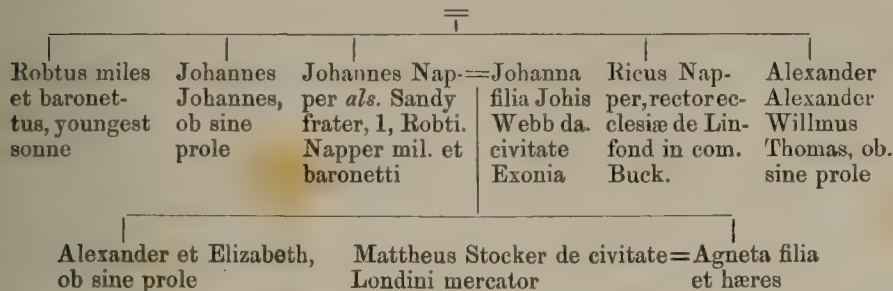 Robtus miles
et baronet-
tus, youngest
sonne
Johannes
Johannes,
ob sine
prole
Johannes Nap-=Johanna
per als. Sandy
frater, 1, Robti.
Napper mil. et
baronetti
filia Johis
Webb da.
civitate
Exonia
Ricus Nap-
per, rector ec-
clesiæ de Lin-
fond in com.
Buck.
Alexander
Alexander
Willmus
Thomas, ob.
sine prole
Alexander et Elizabeth,
ob sine prole
Mattheus Stocker de civitate=Agneta filia
Londini mercator
et hæres